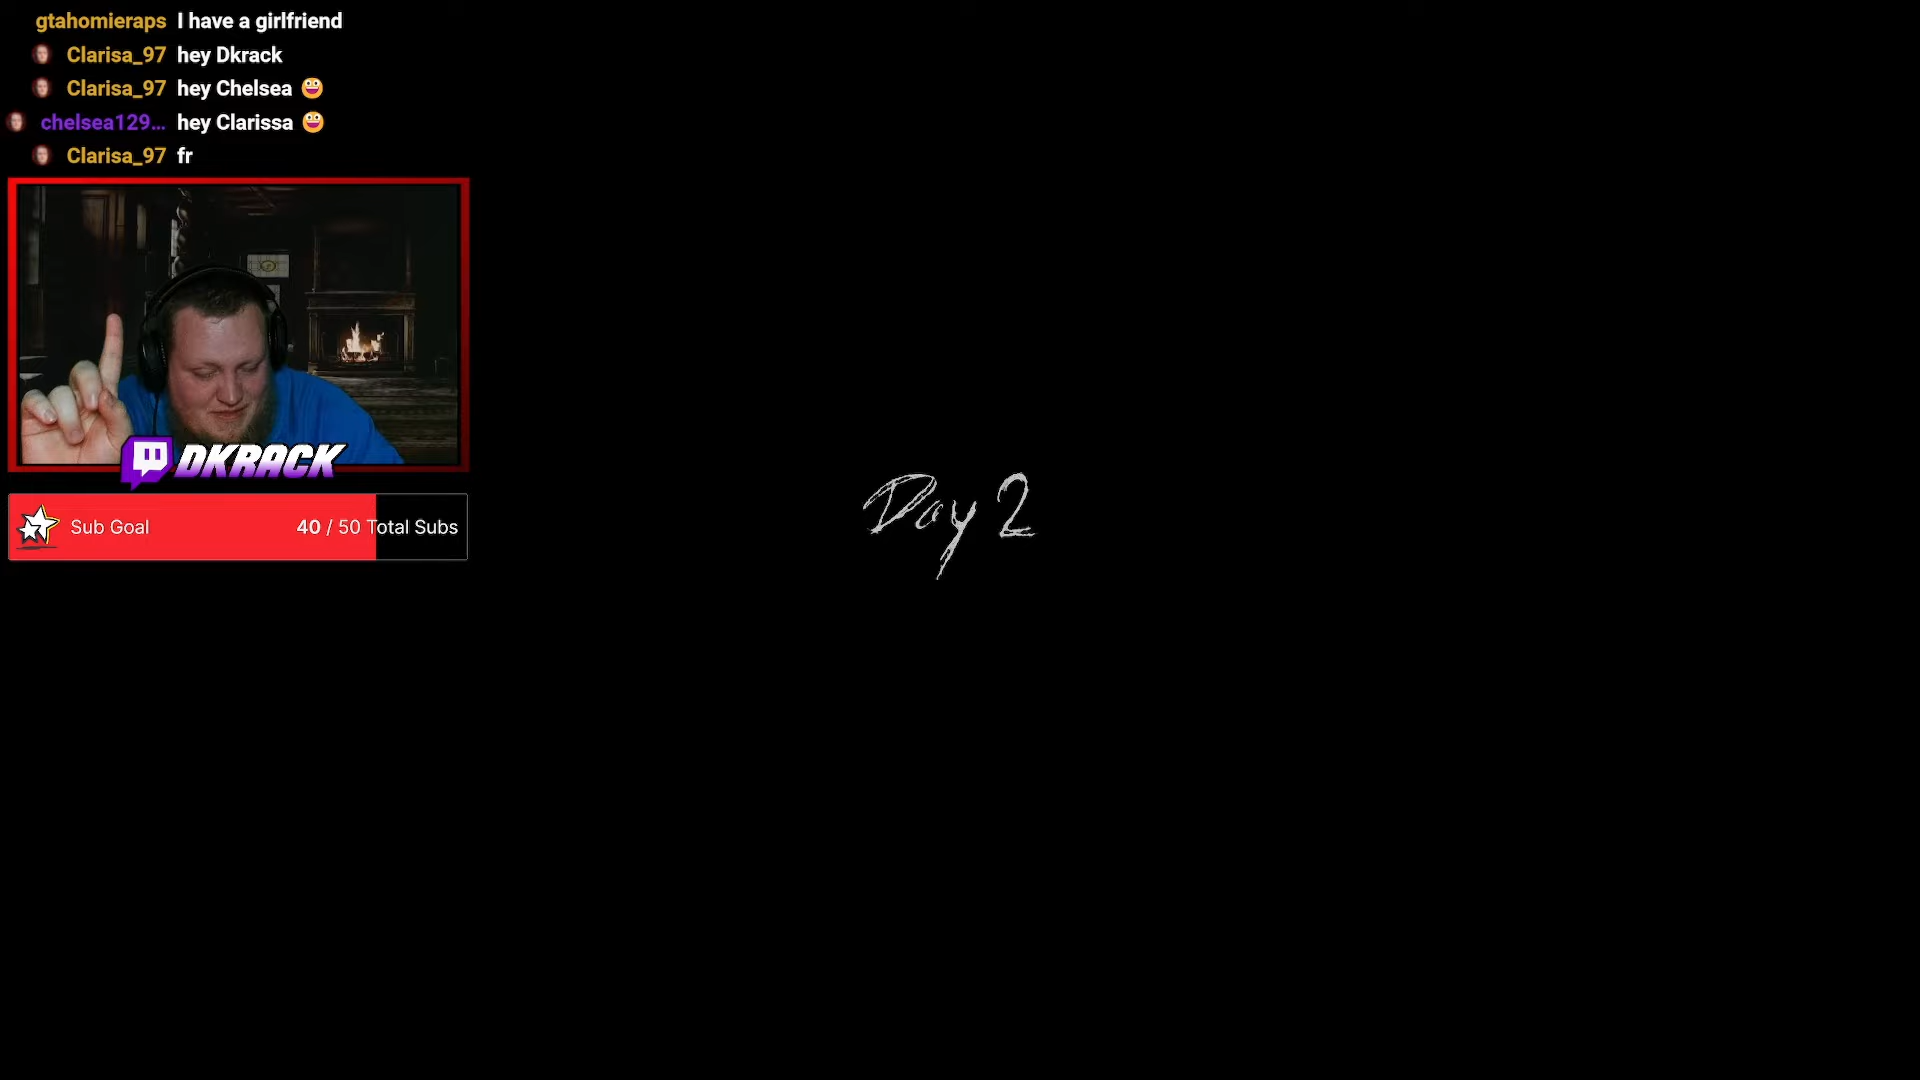 gtahomieraps I have a girlfriend
Clarisa_97 hey Dkrack
Clarisa_97 hey Chelsea
chelsea129... hey Clarissa
Clarisa_97 fr
DKRACK
Sub Goal 40 / 50 Total Subs
Day 2